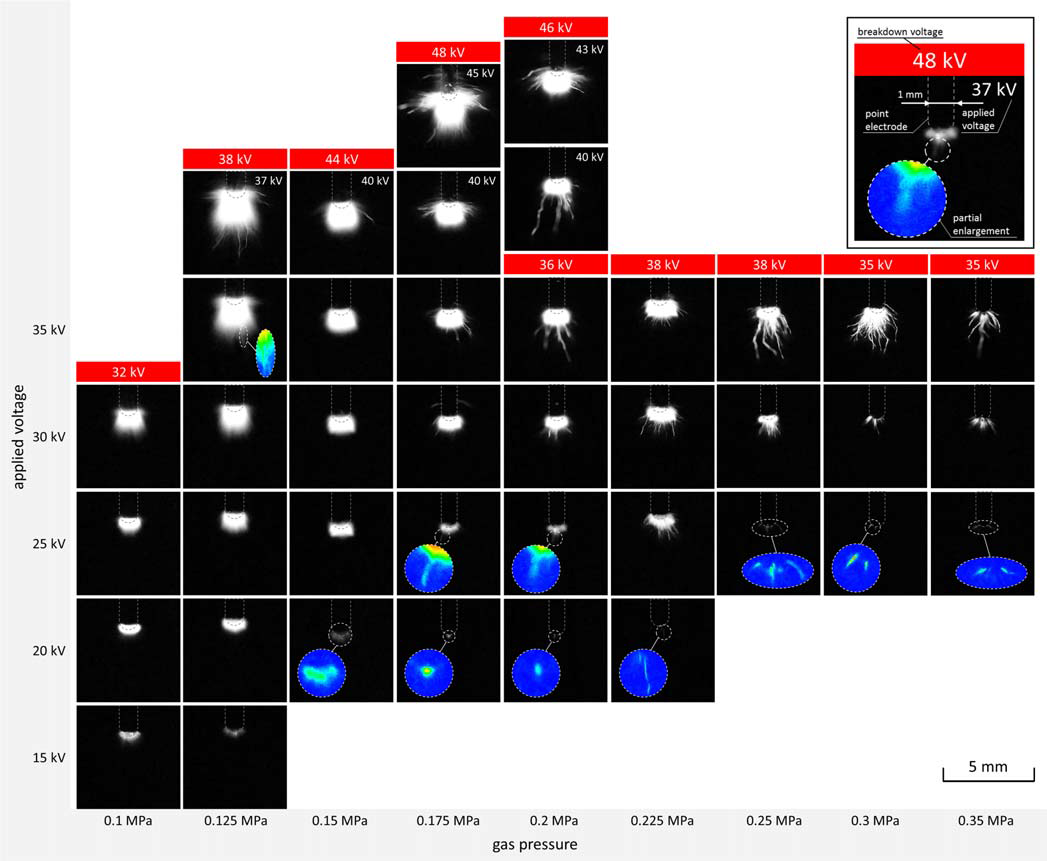 46 kV
43 kV
48 kV
45 kV
breakdown voltage
48 kV
37 kV
1 mm
point
electrode
applied
voltage
partial
enlargement
40 kV
38 kV
44 kV
37 kV
40 kV
40 kV
36 kV
38 kV
38 kV
35 kV
35 kV
35 kV
32 kV
30 kV
25 kV
20 kV
15 kV
applied voltage
5 mm
0.1 MPa
0.125 MPa
0.15 MPa
0.175 MPa
0.2 MPa
0.225 MPa
0.25 MPa
0.3 MPa
0.35 MPa
gas pressure